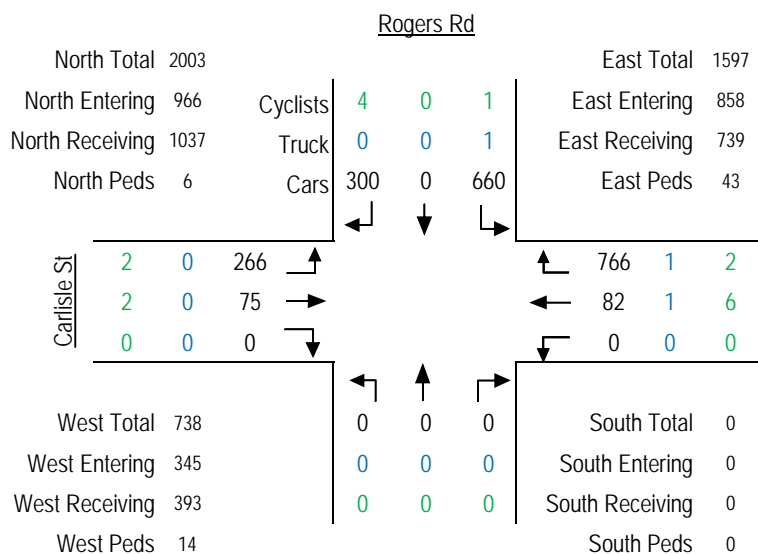 Rogers Rd
North Total 2003
North Entering 966
North Receiving 1037
North Peds 6
East Total 1597
East Entering 858
East Receiving 739
East Peds 43
Cyclists 4 0 1
Truck 0 0 1
Cars 300 0 660
Carlisle St
2 0 266
2 0 75
0 0 0
766 1 2
82 1 6
0 0 0
0 0 0
0 0 0
0 0 0
West Total 738
West Entering 345
West Receiving 393
West Peds 14
South Total 0
South Entering 0
South Receiving 0
South Peds 0